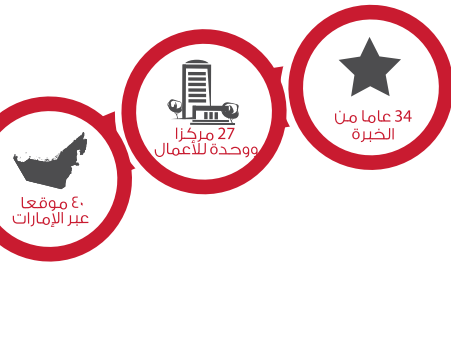 34 عاما من
الخبرة
27 مركزا
ووحدة للأعمال
٤٠ موقعا
عبر الإمارات